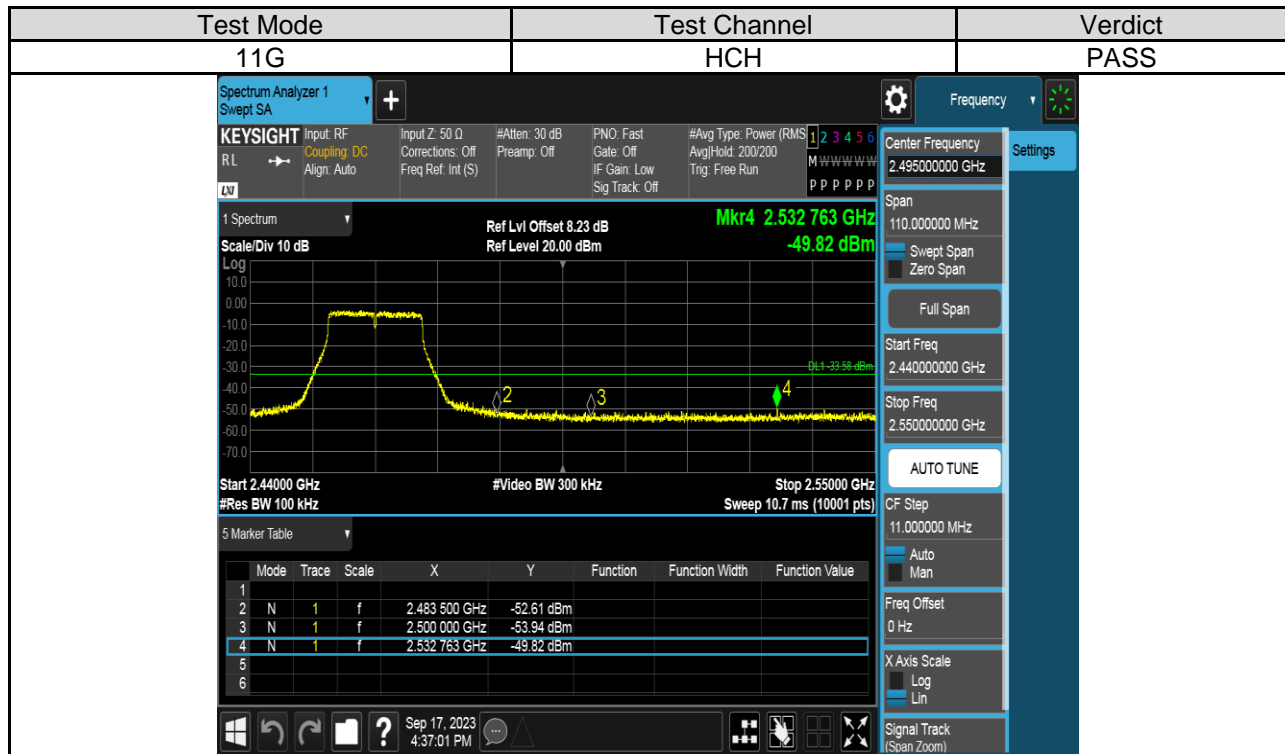 Test Mode Test Channel Verdict
11G HCH PASS
Spectrum Analyzer 1
Swept SA
+
Frequency
KEYSIGHT Input: RF Input Z: 50 Ω #Atten: 30 dB PNO: Fast #Avg Type: Power (RMS 1 2 3 4 5 6
RL Coupling: DC Corrections: Off Preamp: Off Gate: Off Avg|Hold: 200/200 M W W W W W
Align: Auto Freq Ref: Int (S) IF Gain: Low Trig: Free Run
LXI Sig Track: Off P P P P P P
1 Spectrum Ref Lvl Offset 8.23 dB Mkr4 2.532 763 GHz
Scale/Div 10 dB Ref Level 20.00 dBm -49.82 dBm
Log
10.0
0.00
-10.0
-20.0
-30.0
DL1 -33.58 dBm
-40.0
2 3 4
-50.0
-60.0
-70.0
Start 2.44000 GHz #Video BW 300 kHz Stop 2.55000 GHz
#Res BW 100 kHz Sweep 10.7 ms (10001 pts)
5 Marker Table
Mode Trace Scale X Y Function Function Width Function Value
1
2 N 1 f 2.483 500 GHz -52.61 dBm
3 N 1 f 2.500 000 GHz -53.94 dBm
4 N 1 f 2.532 763 GHz -49.82 dBm
5
6
? Sep 17, 2023
4:37:01 PM
Center Frequency
2.495000000 GHz
Settings
Span
110.000000 MHz
Swept Span
Zero Span
Full Span
Start Freq
2.440000000 GHz
Stop Freq
2.550000000 GHz
AUTO TUNE
CF Step
11.000000 MHz
Auto
Man
Freq Offset
0 Hz
X Axis Scale
Log
Lin
Signal Track
(Span Zoom)